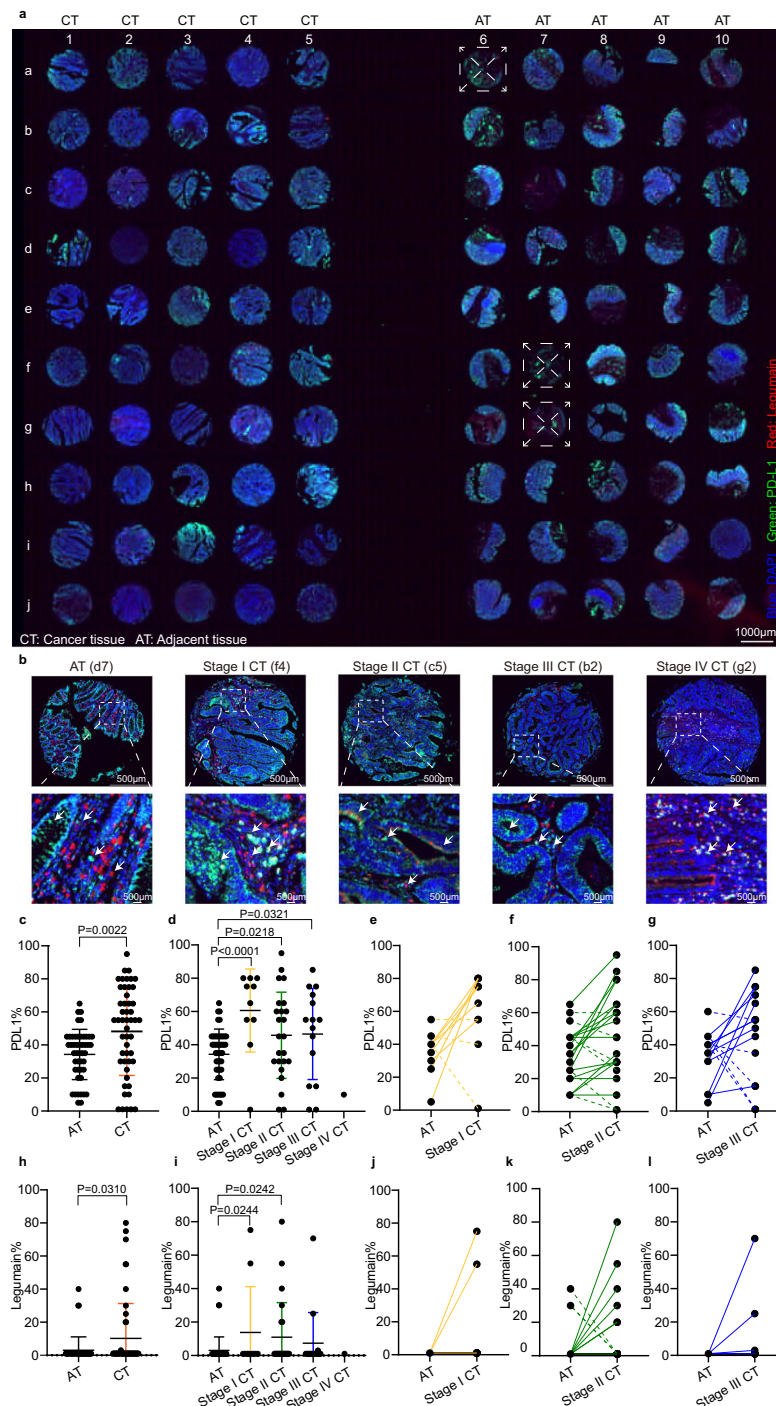 a
CT CT CT CT CT AT AT AT AT AT
1 2 3 4 5 6 7 8 9 10
a
b
c
d
e
f
g
h
i
j
Blue: DAPI Green: PD-L1 Red: Legumain
CT: Cancer tissue AT: Adjacent tissue
1000μm
b
AT (d7) Stage I CT (f4) Stage II CT (c5) Stage III CT (b2) Stage IV CT (g2)
500μm 500μm 500μm 500μm 500μm
500μm 500μm 500μm 500μm 500μm
c
P=0.0022
PDL1%
100
80
60
40
20
0
AT CT
d
P=0.0321
P=0.0218
P<0.0001
PDL1%
100
80
60
40
20
0
AT Stage I CT Stage II CT Stage III CT Stage IV CT
e
PDL1%
100
80
60
40
20
0
AT Stage I CT
f
PDL1%
100
80
60
40
20
0
AT Stage II CT
g
PDL1%
100
80
60
40
20
0
AT Stage III CT
h
P=0.0310
Legumain%
100
80
60
40
20
0
AT CT
i
P=0.0242
P=0.0244
Legumain%
100
80
60
40
20
0
AT Stage I CT Stage II CT Stage III CT Stage IV CT
j
Legumain%
100
80
60
40
20
0
AT Stage I CT
k
Legumain%
100
80
60
40
20
0
AT Stage II CT
l
Legumain%
100
80
60
40
20
0
AT Stage III CT